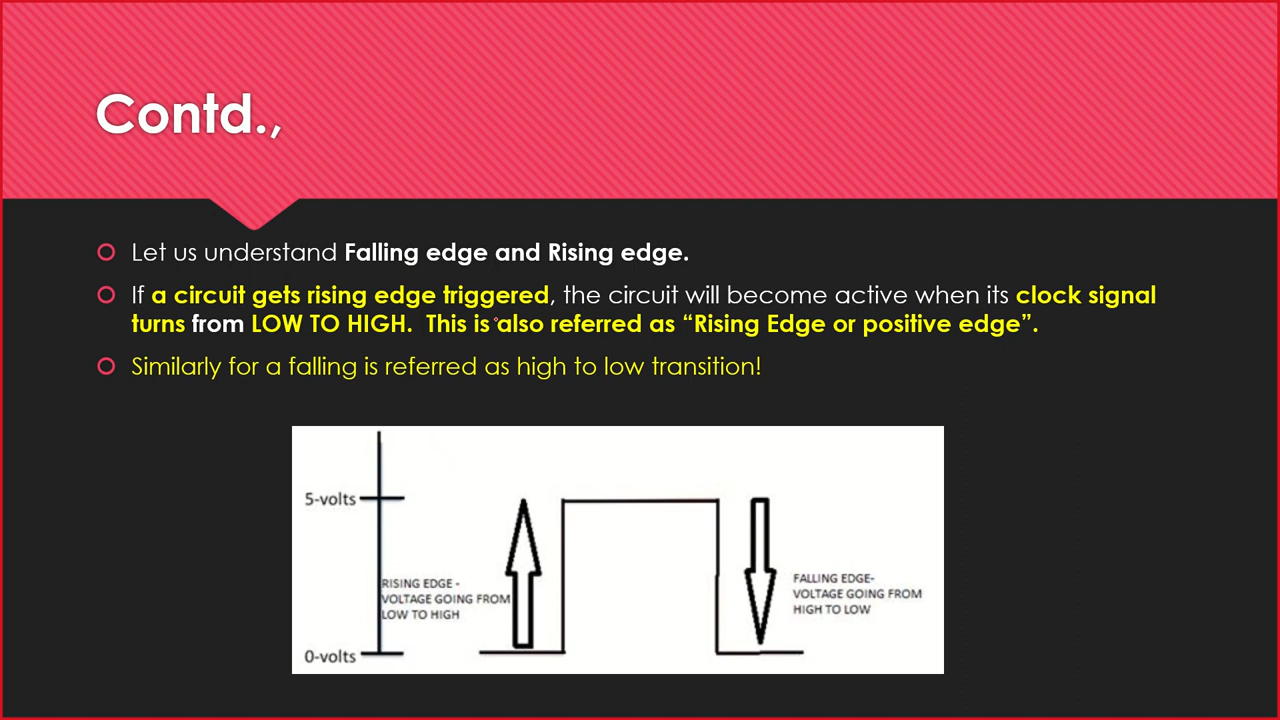 Contd.,
Let us understand Falling edge and Rising edge.
If a circuit gets rising edge triggered, the circuit will become active when its clock signal
turns from LOW TO HIGH. This is also referred as “Rising Edge or positive edge”.
Similarly for a falling is referred as high to low transition!
5-volts
RISING EDGE -
VOLTAGE GOING FROM
LOW TO HIGH
FALLING EDGE-
VOLTAGE GOING FROM
HIGH TO LOW
0-volts